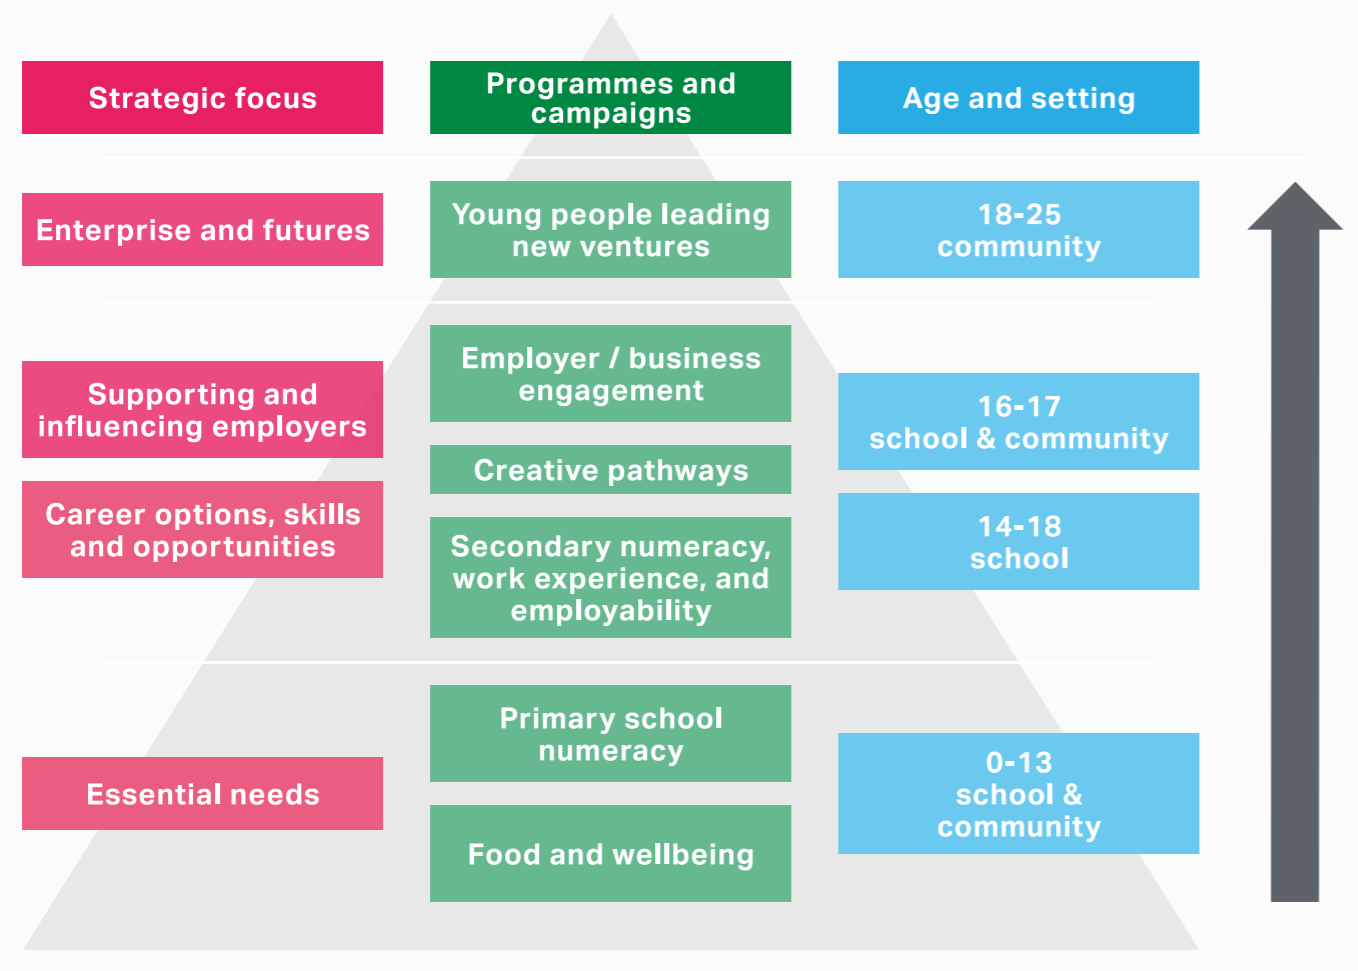 Strategic focus
Programmes and
campaigns
Age and setting
Enterprise and futures
Young people leading
new ventures
18-25
community
Supporting and
influencing employers
Career options, skills
and opportunities
Employer / business
engagement
Creative pathways
Secondary numeracy,
work experience, and
employability
16-17
school & community
14-18
school
Essential needs
Primary school
numeracy
Food and wellbeing
0-13
school &
community